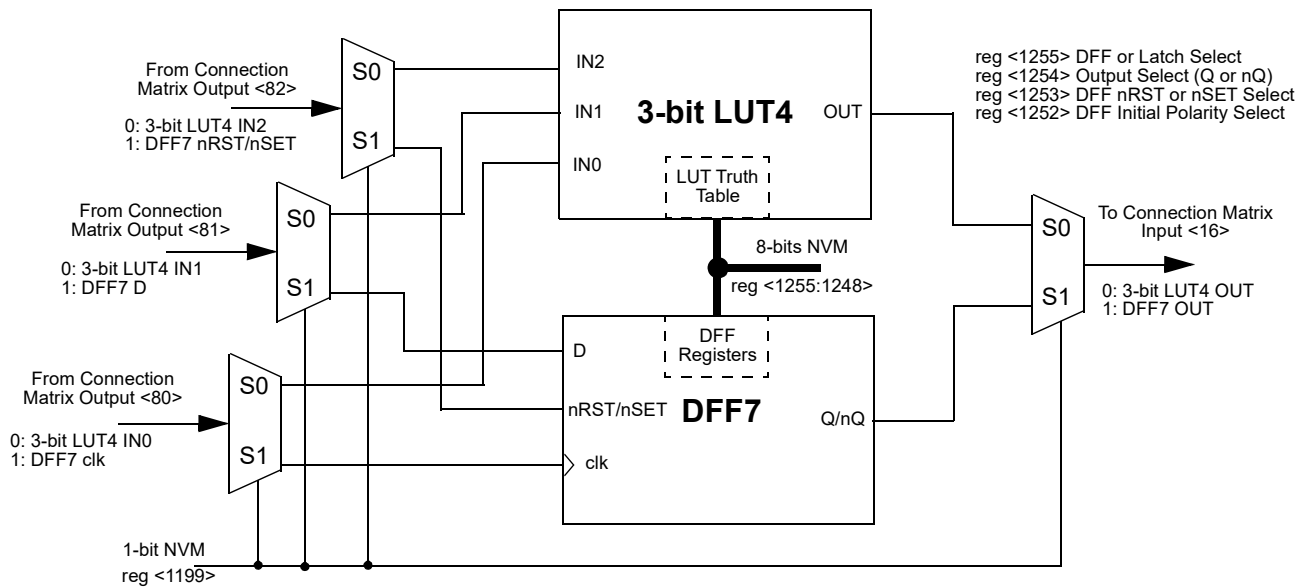 From Connection
Matrix Output <82>
0: 3-bit LUT4 IN2
1: DFF7 nRST/nSET
S0
S1
From Connection
Matrix Output <81>
0: 3-bit LUT4 IN1
1: DFF7 D
S0
S1
From Connection
Matrix Output <80>
0: 3-bit LUT4 IN0
1: DFF7 clk
S0
S1
1-bit NVM
reg <1199>
IN2
IN1
IN0
3-bit LUT4
OUT
LUT Truth
Table
8-bits NVM
reg <1255:1248>
DFF
Registers
D
nRST/nSET
clk
DFF7
Q/nQ
reg <1255> DFF or Latch Select
reg <1254> Output Select (Q or nQ)
reg <1253> DFF nRST or nSET Select
reg <1252> DFF Initial Polarity Select
S0
S1
To Connection Matrix
Input <16>
0: 3-bit LUT4 OUT
1: DFF7 OUT